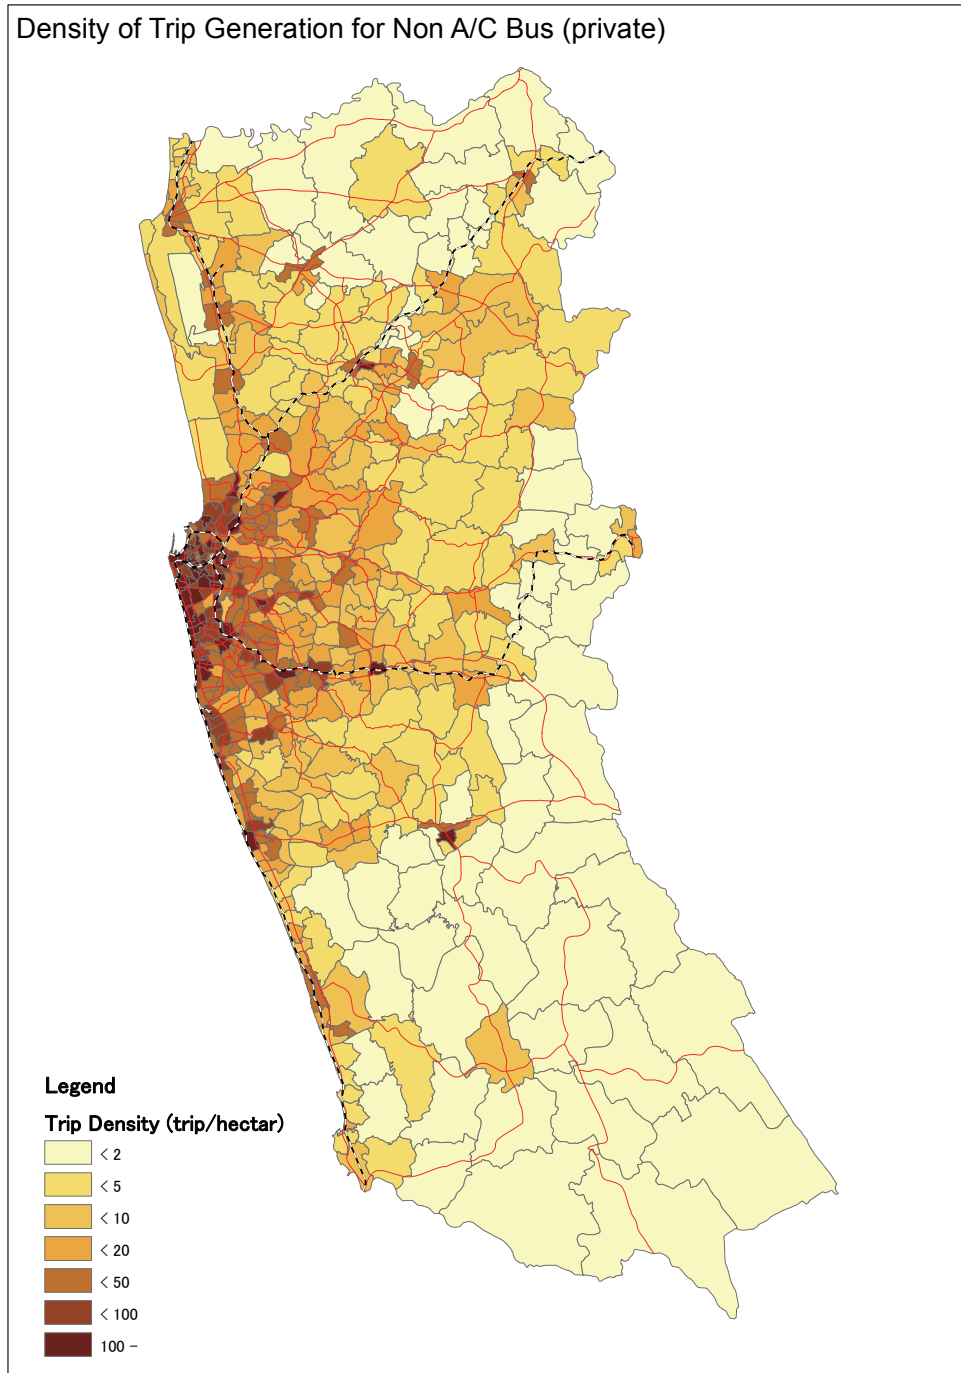 Density of Trip Generation for Non A/C Bus (private)
Legend
Trip Density (trip/hectar)
< 2
< 5
< 10
< 20
< 50
< 100
100 -